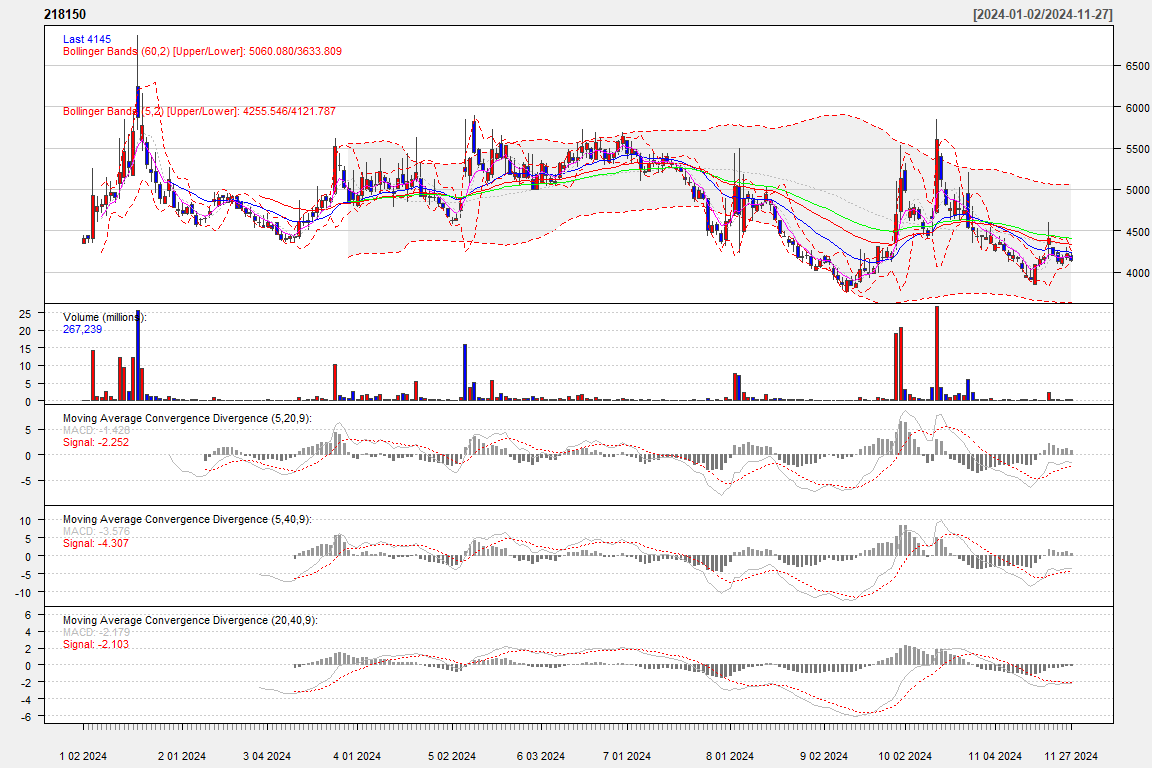 218150 [2024-01-02/2024-11-27]
Last 4145
Bollinger Bands (60,2) [Upper/Lower]: 5060.080/3633.809
Bollinger Bands (5,2) [Upper/Lower]: 4255.546/4121.787
6500
6000
5500
5000
4500
4000
Volume (millions):
267,239
25
20
15
10
5
0
Moving Average Convergence Divergence (5,20,9):
MACD: -1.428
Signal: -2.252
5
0
-5
Moving Average Convergence Divergence (5,40,9):
MACD: -3.576
Signal: -4.307
10
5
0
-5
-10
Moving Average Convergence Divergence (20,40,9):
MACD: -2.179
Signal: -2.103
6
4
2
0
-2
-4
-6
1 02 2024 2 01 2024 3 04 2024 4 01 2024 5 02 2024 6 03 2024 7 01 2024 8 01 2024 9 02 2024 10 02 2024 11 04 2024 11 27 2024